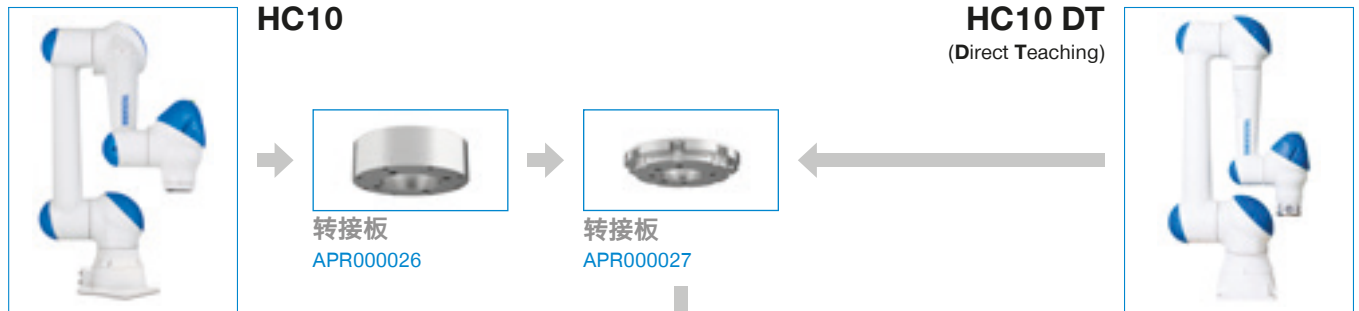 HC10
HC10 DT
(Direct Teaching)
转接板
APR000026
转接板
APR000027